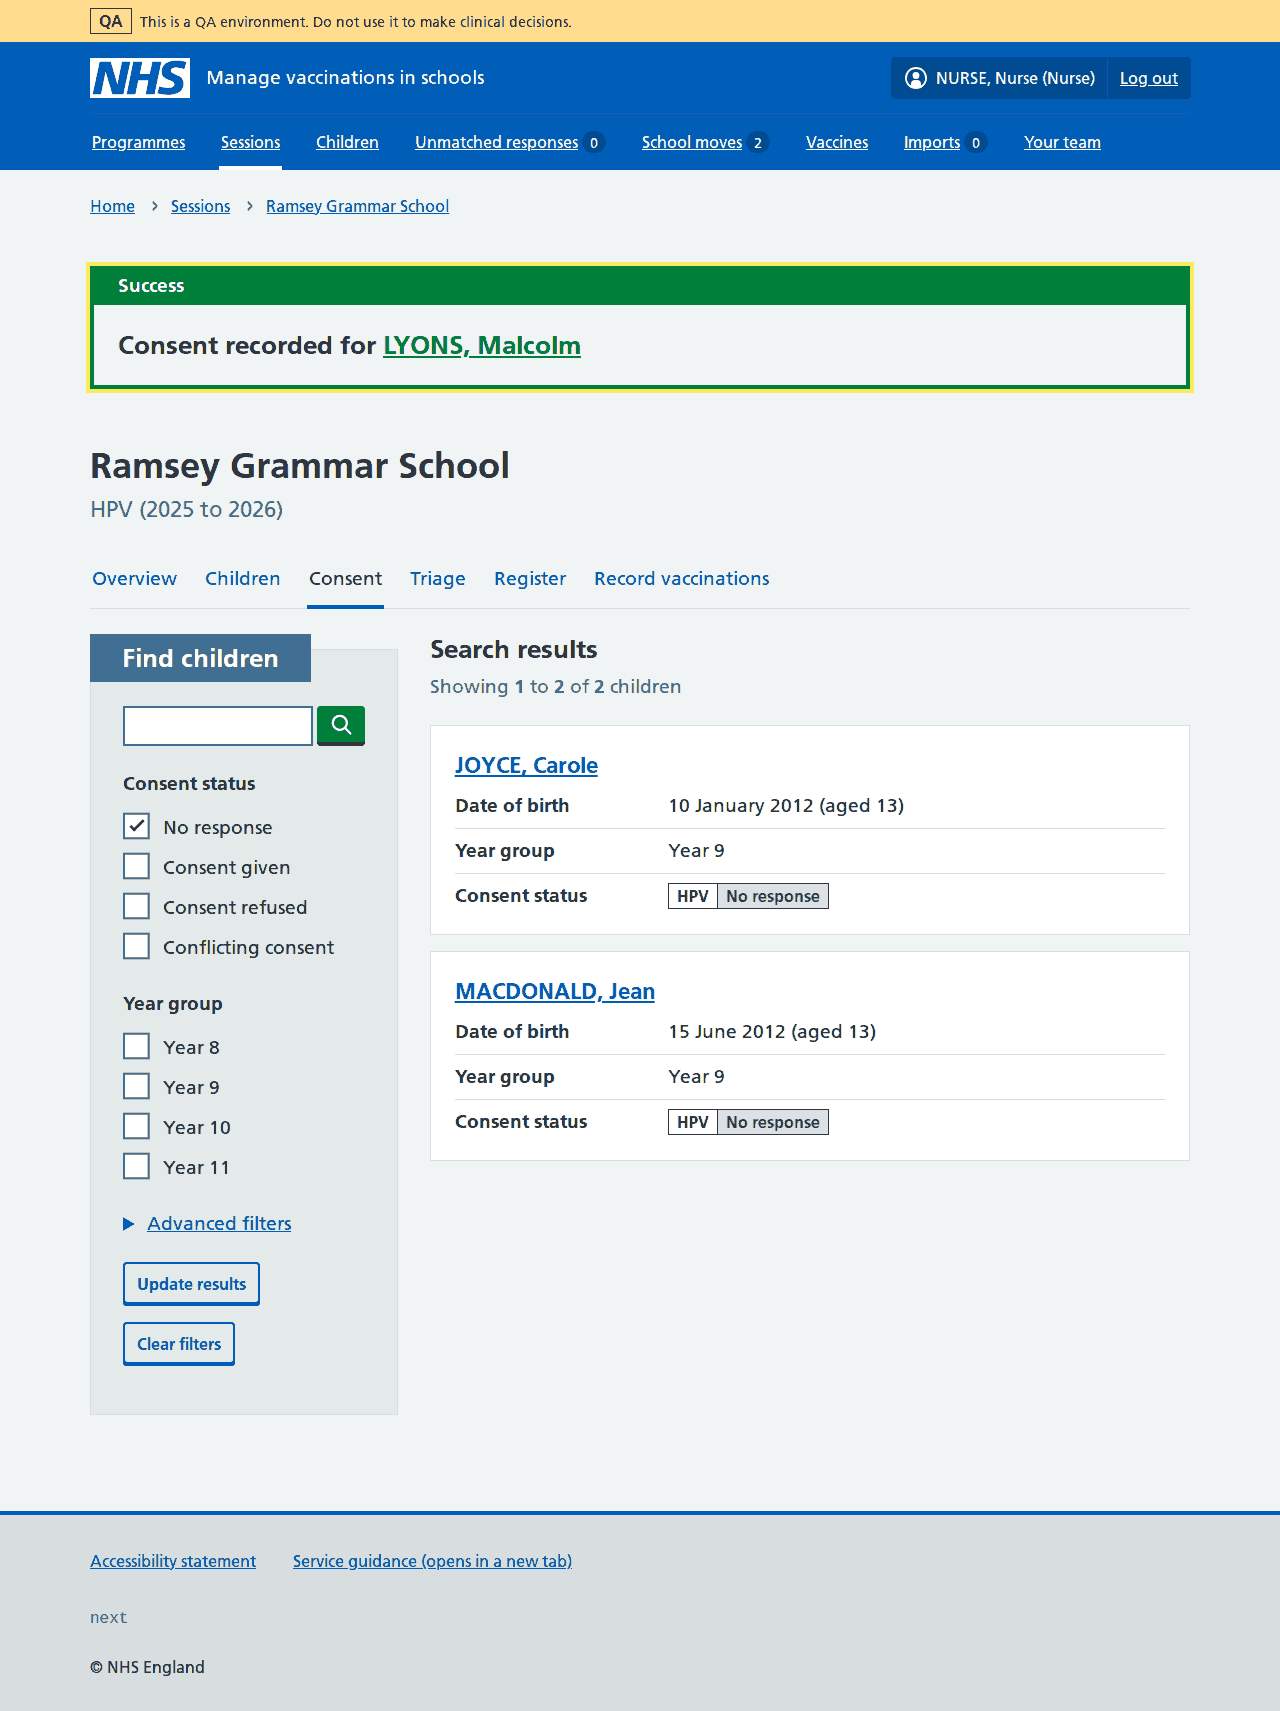 QA This is a QA environment. Do not use it to make clinical decisions.
NHS Manage vaccinations in schools NURSE, Nurse (Nurse) Log out
Programmes Sessions Children Unmatched responses 0 School moves 2 Vaccines Imports 0 Your team
Home > Sessions > Ramsey Grammar School
Success
Consent recorded for LYONS, Malcolm
Ramsey Grammar School
HPV (2025 to 2026)
Overview Children Consent Triage Register Record vaccinations
Find children
Consent status
No response
Consent given
Consent refused
Conflicting consent
Year group
Year 8
Year 9
Year 10
Year 11
Advanced filters
Update results
Clear filters
Search results
Showing 1 to 2 of 2 children
JOYCE, Carole
Date of birth 10 January 2012 (aged 13)
Year group Year 9
Consent status HPV No response
MACDONALD, Jean
Date of birth 15 June 2012 (aged 13)
Year group Year 9
Consent status HPV No response
Accessibility statement Service guidance (opens in a new tab)
next
© NHS England